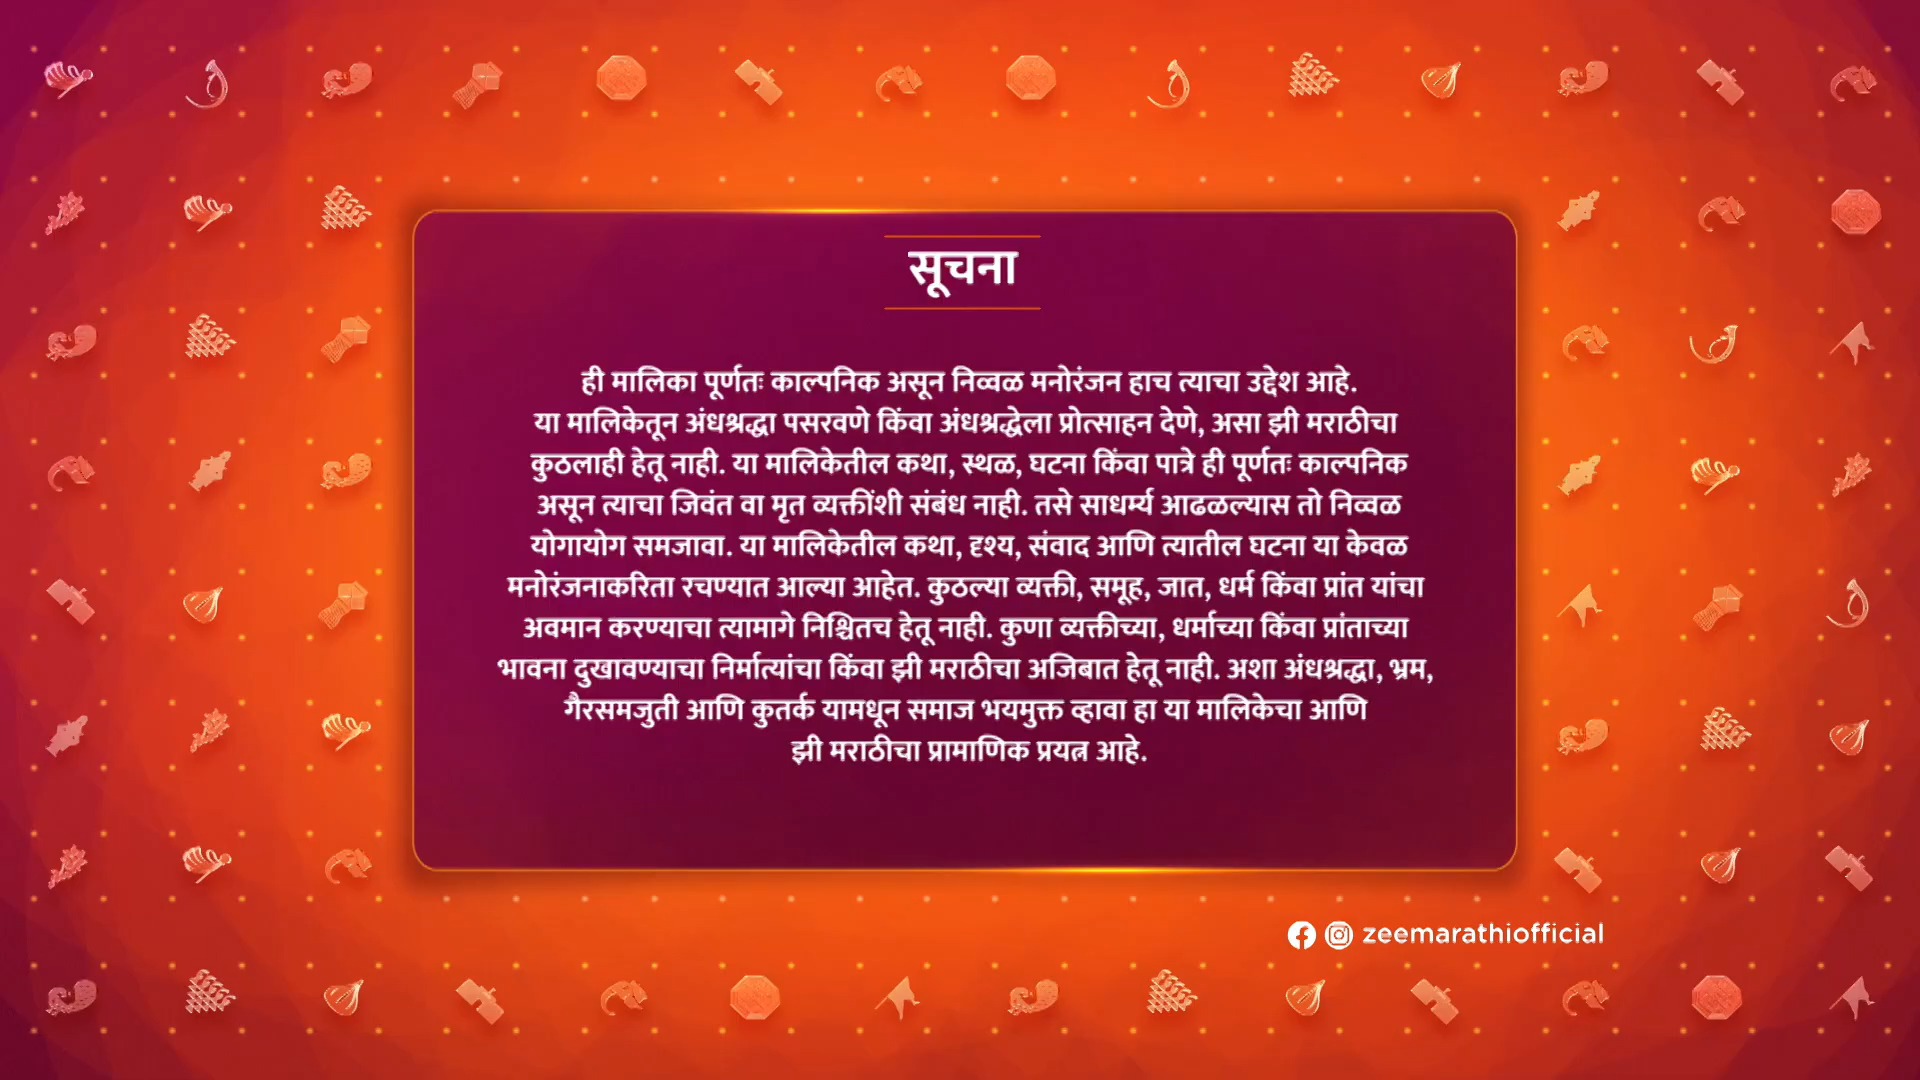 सूचना
ही मालिका पूर्णतः काल्पनिक असून निव्वळ मनोरंजन हाच त्याचा उद्देश आहे.
या मालिकेतून अंधश्रद्धा पसरवणे किंवा अंधश्रद्धेला प्रोत्साहन देणे, असा झी मराठीचा
कुठलाही हेतू नाही. या मालिकेतील कथा, स्थळ, घटना किंवा पात्रे ही पूर्णतः काल्पनिक
असून त्याचा जिवंत वा मृत व्यक्तींशी संबंध नाही. तसे साधर्म्य आढळल्यास तो निव्वळ
योगायोग समजावा. या मालिकेतील कथा, दृश्य, संवाद आणि त्यातील घटना या केवळ
मनोरंजनाकरिता रचण्यात आल्या आहेत. कुठल्या व्यक्ती, समूह, जात, धर्म किंवा प्रांत यांचा
अवमान करण्याचा त्यामागे निश्चितच हेतू नाही. कुणा व्यक्तीच्या, धर्माच्या किंवा प्रांताच्या
भावना दुखावण्याचा निर्मात्यांचा किंवा झी मराठीचा अजिबात हेतू नाही. अशा अंधश्रद्धा, भ्रम,
गैरसमजुती आणि कुतर्क यामधून समाज भयमुक्त व्हावा हा या मालिकेचा आणि
झी मराठीचा प्रामाणिक प्रयत्न आहे.
zeemarathiofficial